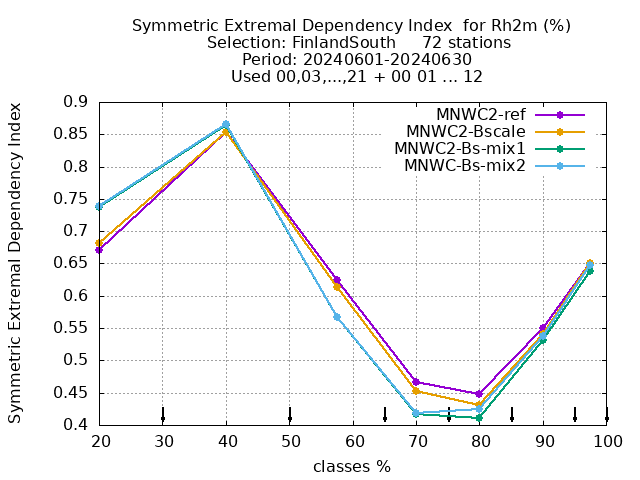 Symmetric Extremal Dependency Index  for Rh2m (%)
Selection: FinlandSouth     72 stations
Period: 20240601-20240630
Used 00,03,...,21 + 00 01 ... 12
Symmetric Extremal Dependency Index
0.9
0.85
0.8
0.75
0.7
0.65
0.6
0.55
0.5
0.45
0.4
MNWC2-ref
MNWC2-Bscale
MNWC2-Bs-mix1
MNWC-Bs-mix2
20 30 40 50 60 70 75 80 90 100
classes %